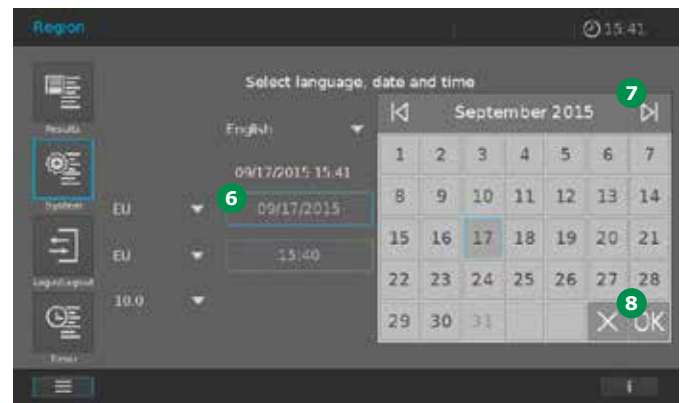 Region 15:41
Select language, date and time
7
September 2015
Results
English
1 2 3 4 5 6 7
09/17/2015 15:41
System
EU
6
09/17/2015
8 9 10 11 12 13 14
15 16 17 18 19 20 21
EU
15:40
Login/Logout
22 23 24 25 26 27 28
10.0
8
29 30 31 X OK
Timer
i